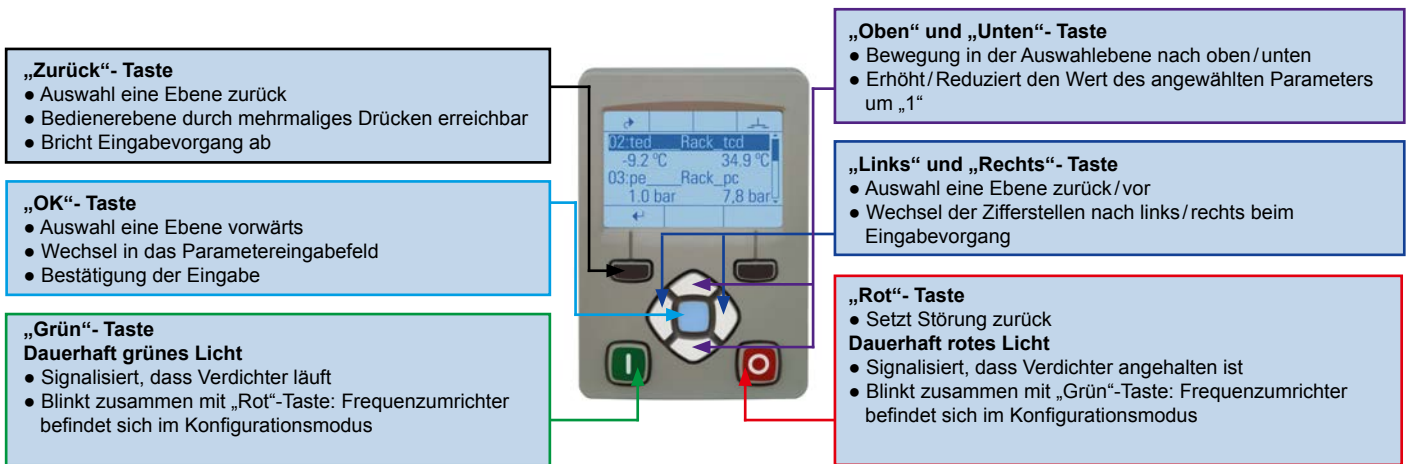 „Zurück“- Taste
● Auswahl eine Ebene zurück
● Bedienerebene durch mehrmaliges Drücken erreichbar
● Bricht Eingabevorgang ab
„OK“- Taste
● Auswahl eine Ebene vorwärts
● Wechsel in das Parametereingabefeld
● Bestätigung der Eingabe
„Grün“- Taste
Dauerhaft grünes Licht
● Signalisiert, dass Verdichter läuft
● Blinkt zusammen mit „Rot“-Taste: Frequenzumrichter
befindet sich im Konfigurationsmodus
02:ted___Rack_tcd
-9.2 °C 34.9 °C
03:pe____Rack_pc
1.0 bar 7,8 bar
„Oben“ und „Unten“- Taste
● Bewegung in der Auswahlebene nach oben/unten
● Erhöht/Reduziert den Wert des angewählten Parameters
um „1“
„Links“ und „Rechts“- Taste
● Auswahl eine Ebene zurück/vor
● Wechsel der Zifferstellen nach links/rechts beim
Eingabevorgang
„Rot“- Taste
● Setzt Störung zurück
Dauerhaft rotes Licht
● Signalisiert, dass Verdichter angehalten ist
● Blinkt zusammen mit „Grün“-Taste: Frequenzumrichter
befindet sich im Konfigurationsmodus